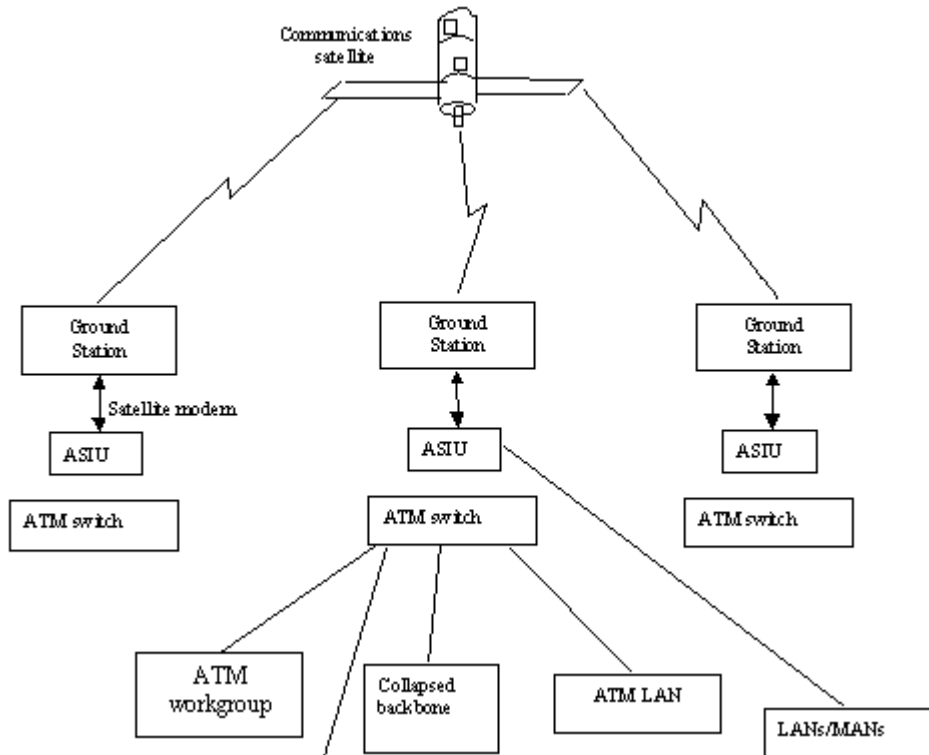 Communications
satellite
Ground
Station
Ground
Station
Ground
Station
Satellite modem
ASIU
ASIU
ASIU
ATM switch
ATM switch
ATM switch
ATM
workgroup
Collapsed
backbone
ATM LAN
LANs/MANs